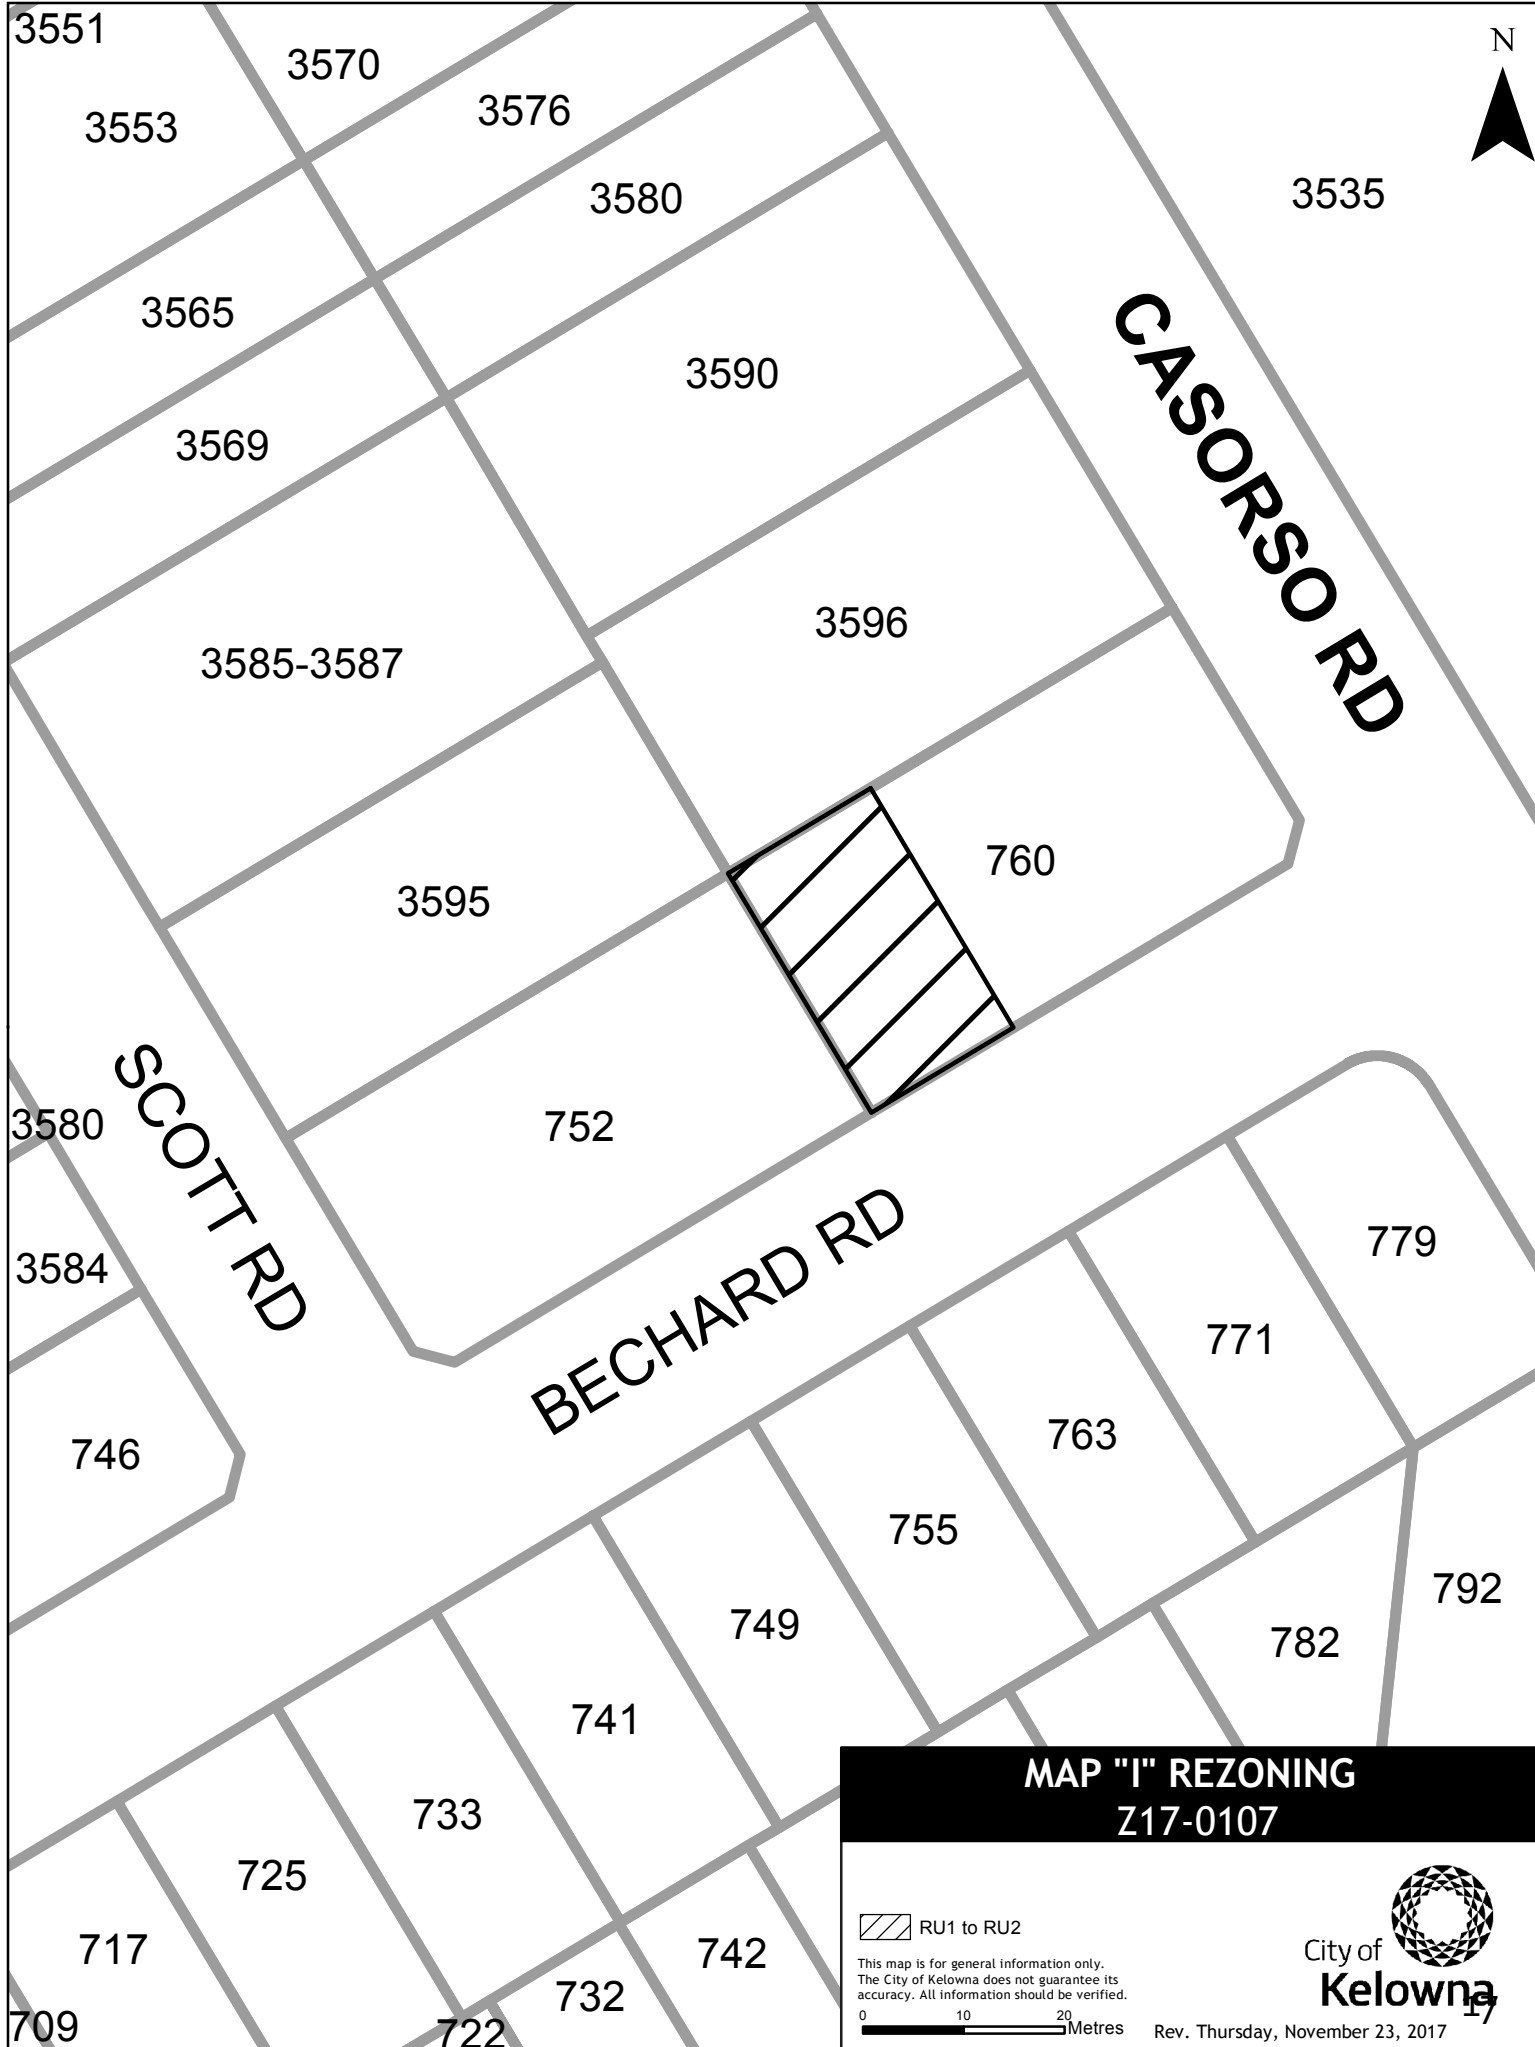 3551
3570
N
3576
3553
3580
3535
3565
3590
3569
CASORSO RD
3596
3585-3587
760
3595
SCOTT RD
3580
752
BECHARD RD
779
3584
771
763
746
755
792
749
782
741
MAP "I" REZONING
Z17-0107
733
725
RU1 to RU2
717
742
City of
Kelowna
This map is for general information only.
The City of Kelowna does not guarantee its
accuracy. All information should be verified.
732
17
0 10 20
Metres
709
722
Rev. Thursday, November 23, 2017